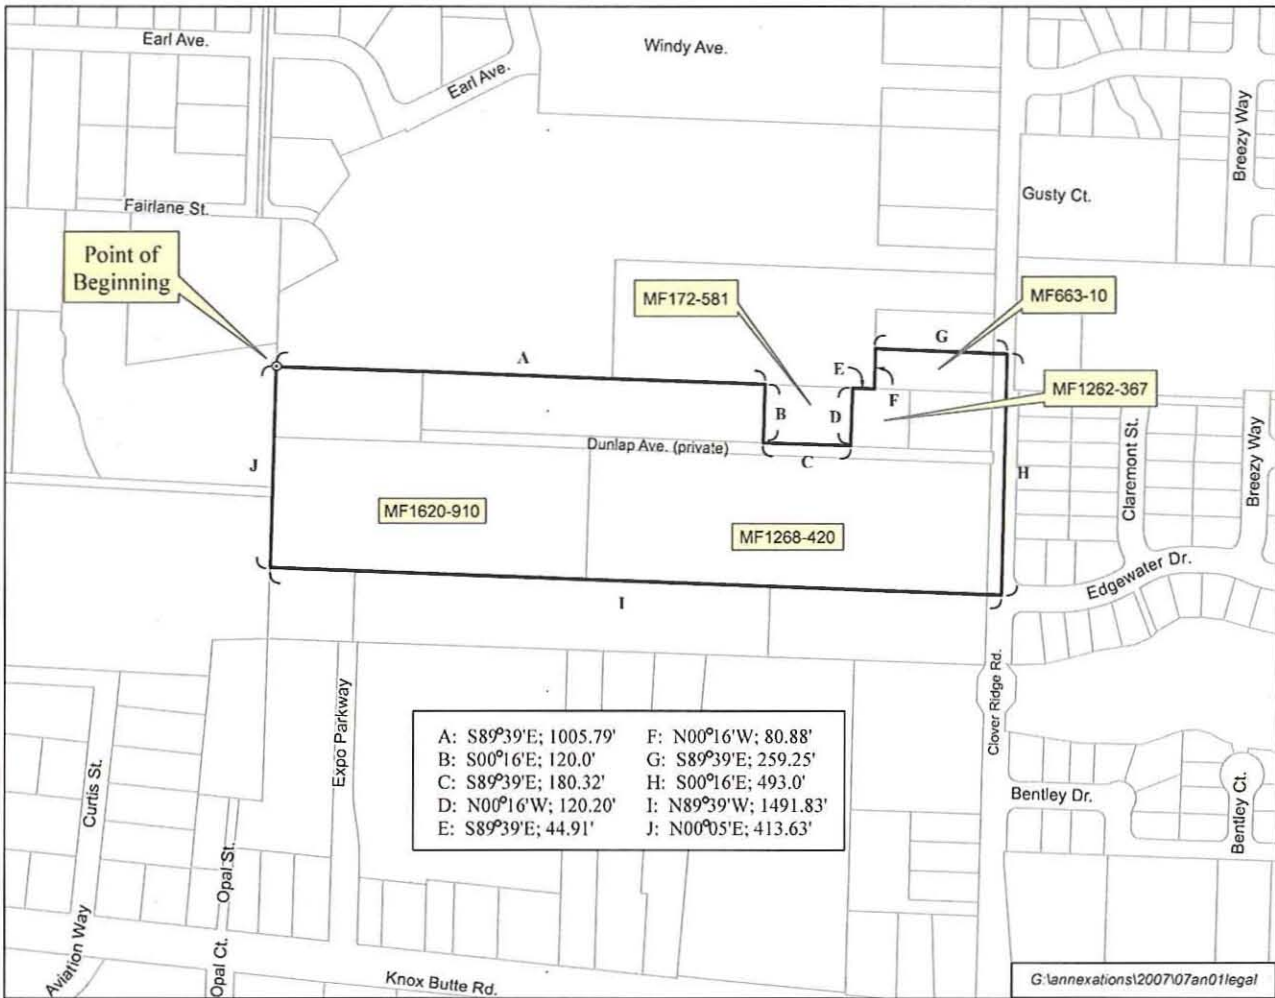 Earl Ave.
Windy Ave.
Earl Ave.
Breezy Way
Gusty Ct.
Fairlane St.
Point of
Beginning
MF172-581
MF663-10
G
A
E
F
MF1262-367
B
D
Dunlap Ave. (private)
C
J
H
Claremont St.
Breezy Way
MF1620-910
MF1268-420
Edgewater Dr.
I
Clover Ridge Rd.
Expo Parkway
A: S89°39'E; 1005.79'
B: S00°16'E; 120.0'
C: S89°39'E; 180.32'
D: N00°16'W; 120.20'
E: S89°39'E; 44.91'
F: N00°16'W; 80.88'
G: S89°39'E; 259.25'
H: S00°16'E; 493.0'
I: N89°39'W; 1491.83'
J: N00°05'E; 413.63'
Curtis St.
Bentley Dr.
Bentley Ct.
Opal St.
Aviation Way
Opal Ct.
Knox Butte Rd.
G:\annexations\2007\07an01legal